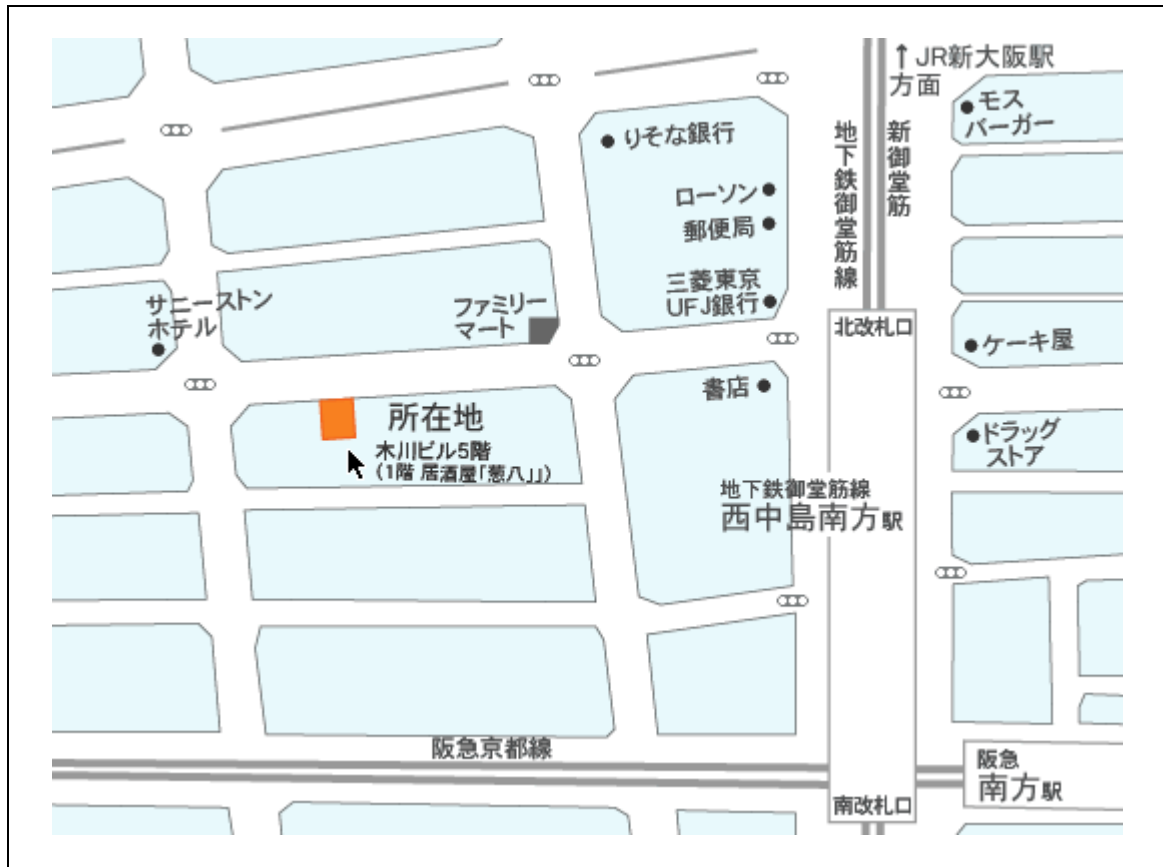 ↑JR新大阪駅
方面
モス
バーガー
りそな銀行
地下鉄御堂筋線
新御堂筋
ローソン
郵便局
三菱東京
UFJ銀行
サニーストン
ホテル
ファミリー
マート
北改札口
ケーキ屋
書店
所在地
木川ビル5階
(1階 居酒屋「葱八」」)
ドラッグ
ストア
地下鉄御堂筋線
西中島南方駅
阪急京都線
阪急
南方駅
南改札口